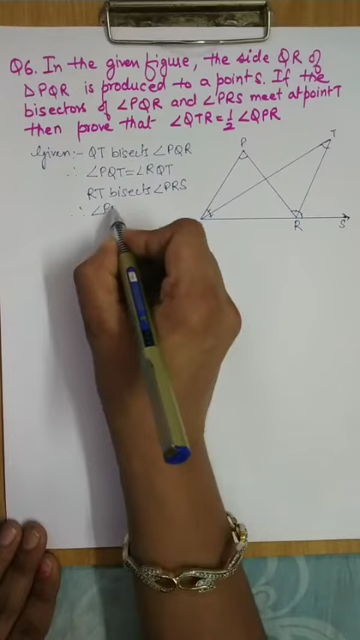 Q6. In the given figure, the side QR of
△PQR is produced to a point S. If the
bisectors of ∠PQR and ∠PRS meet at point T
then prove that ∠QTR = 1/2 ∠QPR
Given:- QT bisects ∠PQR
∴ ∠PQT = ∠RQT
RT bisects ∠PRS
∴ ∠P
P
T
R
S